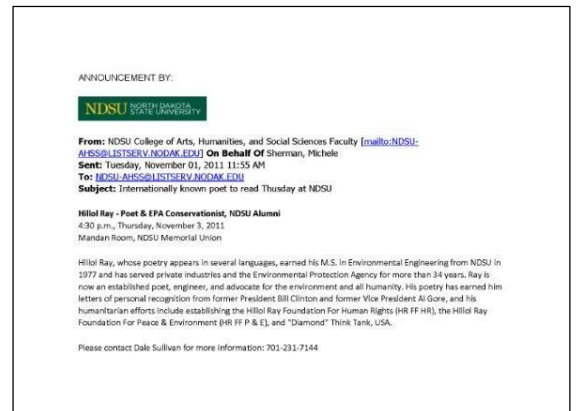 ANNOUNCEMENT BY:
NDSU NORTH DAKOTA
STATE UNIVERSITY
From: NDSU College of Arts, Humanities, and Social Sciences Faculty [mailto:NDSU-
AHSS@LISTSERV.NODAK.EDU] On Behalf Of Sherman, Michele
Sent: Tuesday, November 01, 2011 11:55 AM
To: NDSU-AHSS@LISTSERV.NODAK.EDU
Subject: Internationally known poet to read Thusday at NDSU
Hillol Ray - Poet & EPA Conservationist, NDSU Alumni
4:30 p.m., Thursday, November 3, 2011
Mandan Room, NDSU Memorial Union
Hillol Ray, whose poetry appears in several languages, earned his M.S. in Environmental Engineering from NDSU in
1977 and has served private industries and the Environmental Protection Agency for more than 34 years. Ray is
now an established poet, engineer, and advocate for the environment and all humanity. His poetry has earned him
letters of personal recognition from former President Bill Clinton and former Vice President Al Gore, and his
humanitarian efforts include establishing the Hillol Ray Foundation For Human Rights (HR FF HR), the Hillol Ray
Foundation For Peace & Environment (HR FF P & E), and "Diamond" Think Tank, USA.
Please contact Dale Sullivan for more information: 701-231-7144